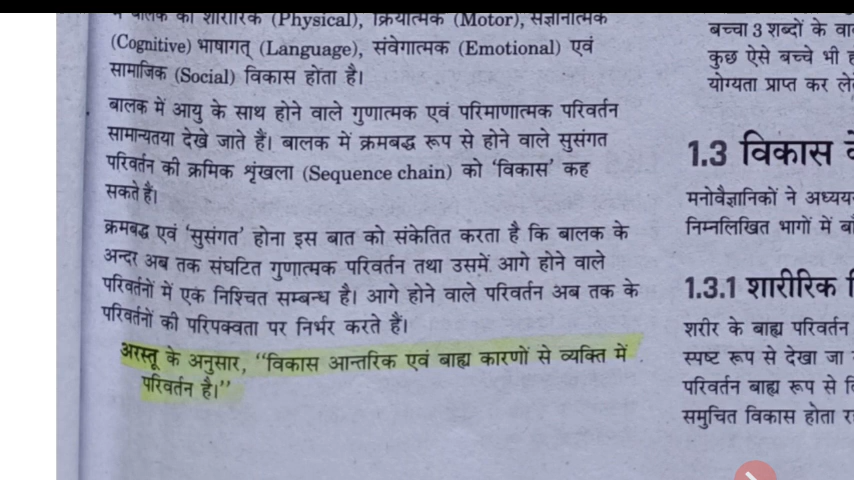 में बालक का शारीरिक (Physical), क्रियात्मक (Motor), संज्ञानात्मक
(Cognitive) भाषागत् (Language), संवेगात्मक (Emotional) एवं
सामाजिक (Social) विकास होता है।
बालक में आयु के साथ होने वाले गुणात्मक एवं परिमाणात्मक परिवर्तन
सामान्यतया देखे जाते हैं। बालक में क्रमबद्ध रूप से होने वाले सुसंगत
परिवर्तन की क्रमिक शृंखला (Sequence chain) को 'विकास' कह
सकते हैं।
क्रमबद्ध एवं 'सुसंगत' होना इस बात को संकेतित करता है कि बालक के
अन्दर अब तक संघटित गुणात्मक परिवर्तन तथा उसमें आगे होने वाले
परिवर्तनों में एक निश्चित सम्बन्ध है। आगे होने वाले परिवर्तन अब तक के
परिवर्तनों की परिपक्वता पर निर्भर करते हैं।
अरस्तू के अनुसार, "विकास आन्तरिक एवं बाह्य कारणों से व्यक्ति में
परिवर्तन है।"
बच्चा 3 शब्दों के
कुछ ऐसे बच्चे भी
योग्यता प्राप्त कर
1.3 विकास
मनोवैज्ञानिकों ने
निम्नलिखित भागों में
1.3.1 शारीरिक
शरीर के बाह्य परिवर्तन
स्पष्ट रूप से देखा जा
परिवर्तन बाह्य रूप से
समुचित विकास होता